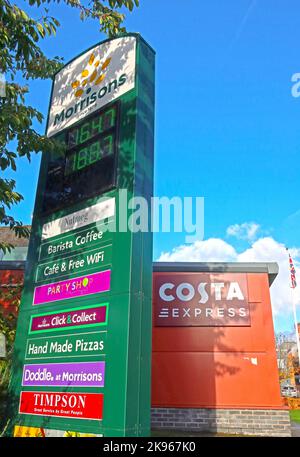 Morrisons
164.7
188.7
Nutmeg
Barista Coffee
Café & Free WiFi
PARTY SHOP
Click & Collect
Hand Made Pizzas
Doddle. at Morrisons
TIMPSON
COSTA
EXPRESS